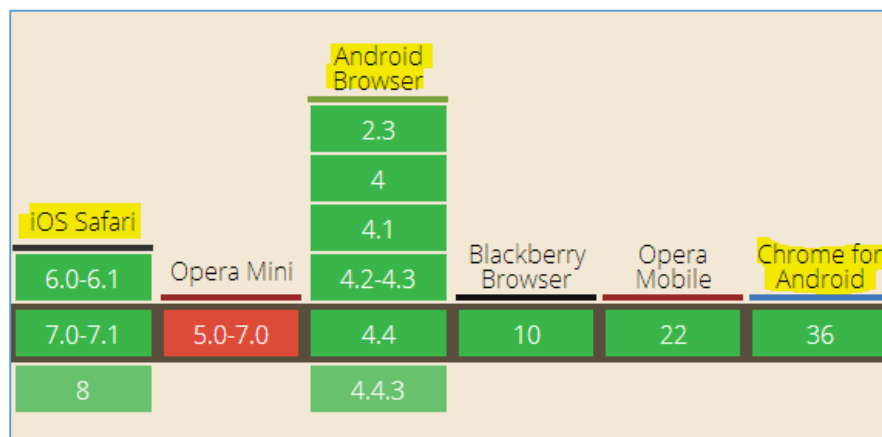 Android
Browser
2.3
4
iOS Safari
4.1
Opera Mini
Blackberry
Browser
Opera
Mobile
Chrome for
Android
6.0-6.1
4.2-4.3
7.0-7.1
5.0-7.0
4.4
10
22
36
8
4.4.3